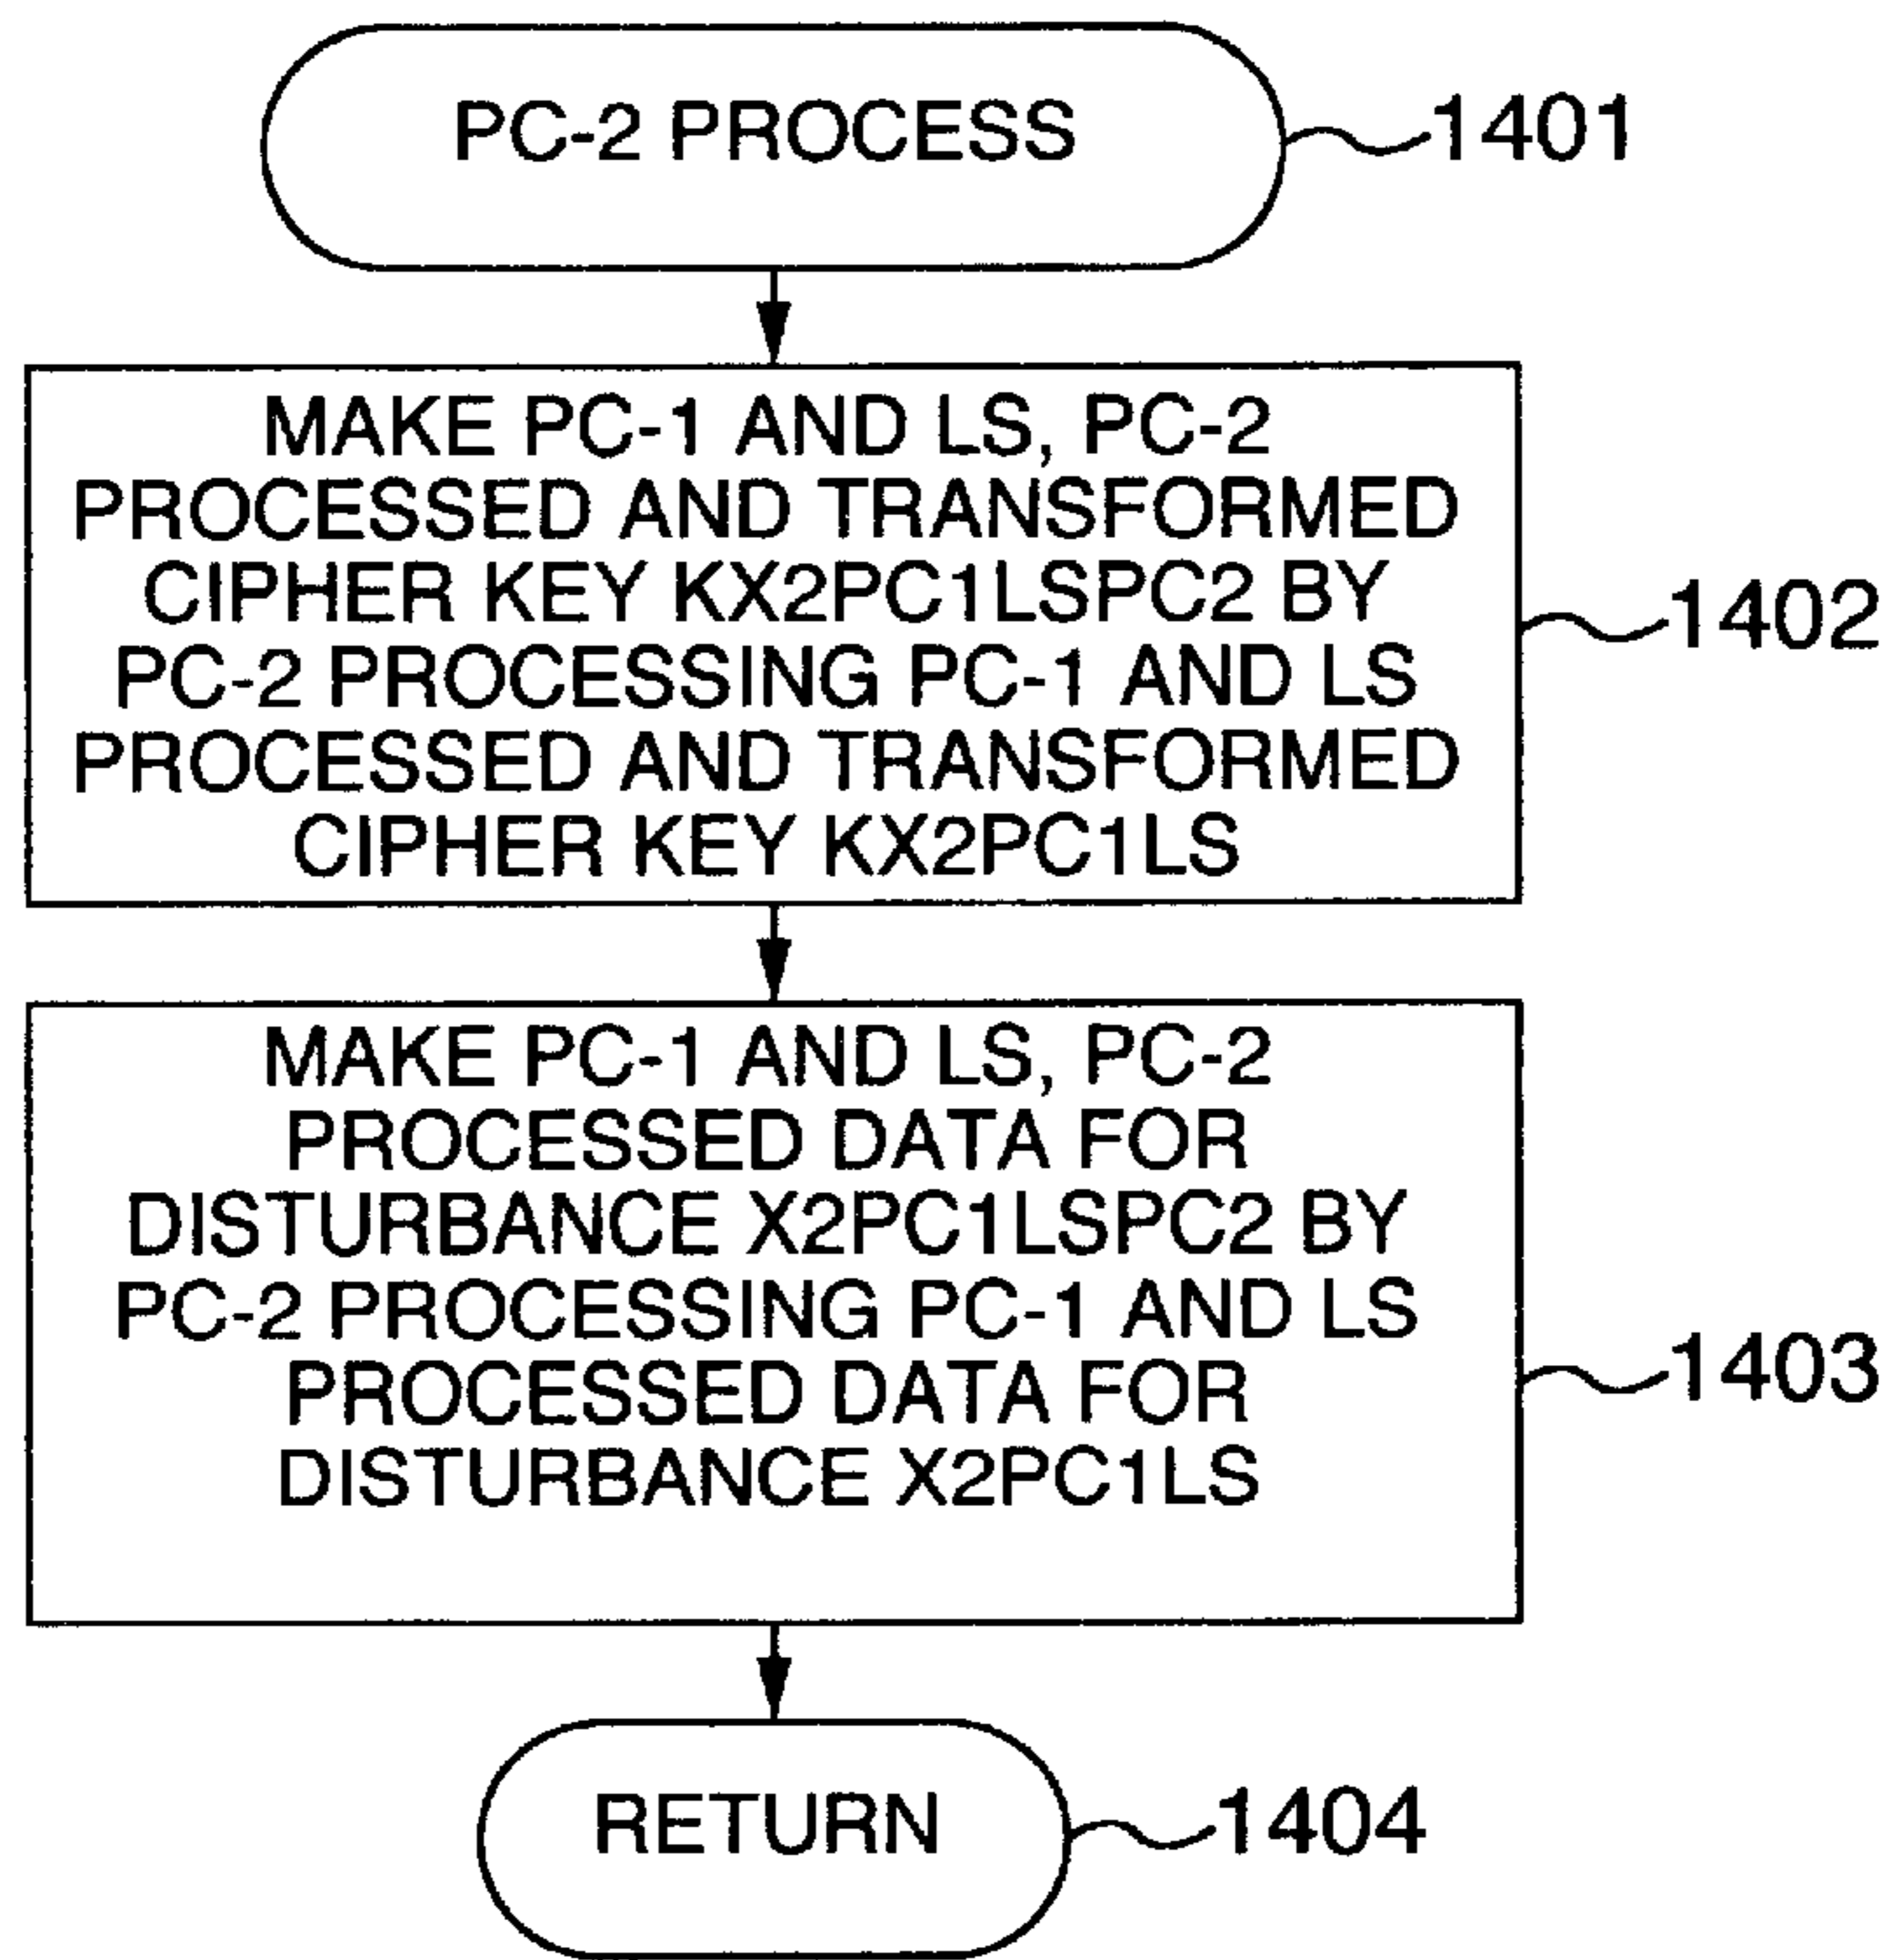 PC-2 PROCESS
1401
MAKE PC-1 AND LS, PC-2
PROCESSED AND TRANSFORMED
CIPHER KEY KX2PC1LSPC2 BY
PC-2 PROCESSING PC-1 AND LS
PROCESSED AND TRANSFORMED
CIPHER KEY KX2PC1LS
1402
MAKE PC-1 AND LS, PC-2
PROCESSED DATA FOR
DISTURBANCE X2PC1LSPC2 BY
PC-2 PROCESSING PC-1 AND LS
PROCESSED DATA FOR
DISTURBANCE X2PC1LS
1403
RETURN
1404